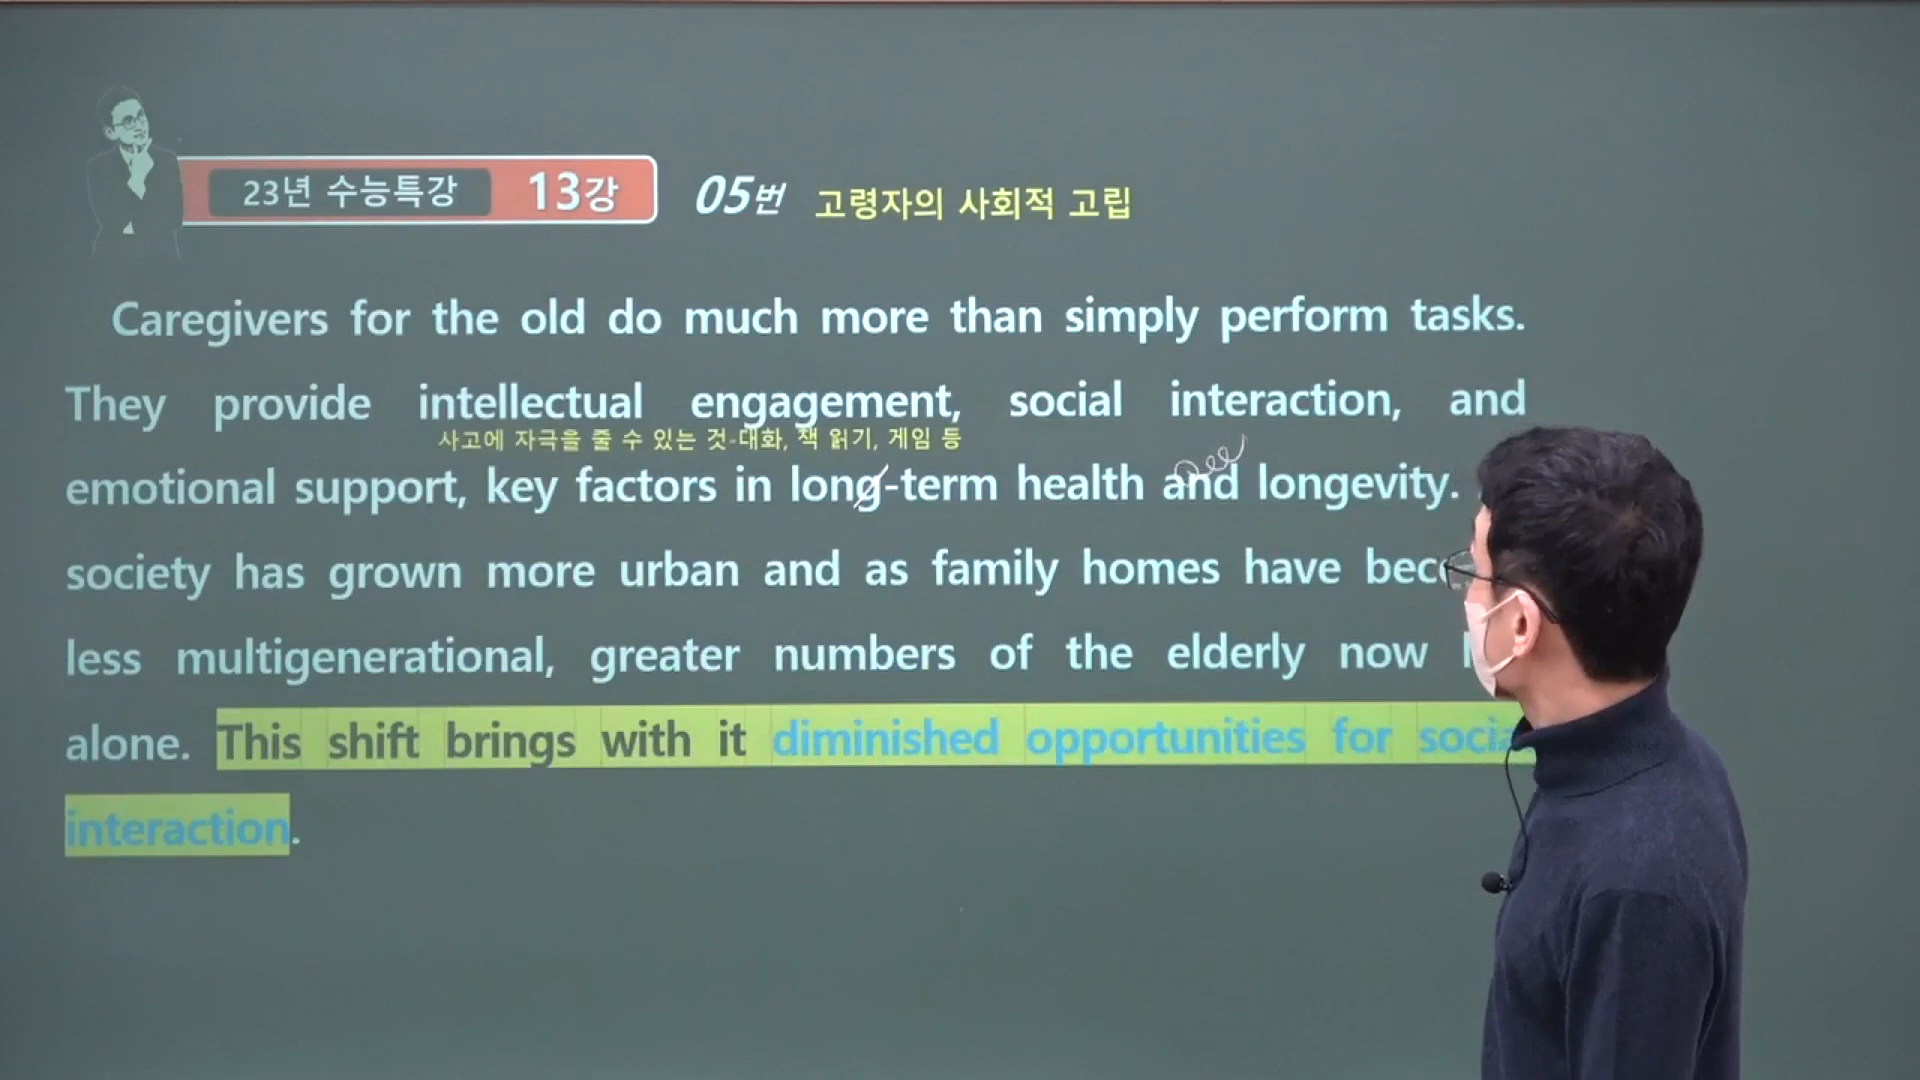 23년 수능특강 13강 05번 고령자의 사회적 고립
Caregivers for the old do much more than simply perform tasks.
They provide intellectual engagement, social interaction, and
사고에 자극을 줄 수 있는 것-대화, 책 읽기, 게임 등
emotional support, key factors in long-term health and longevity.
society has grown more urban and as family homes have
less multigenerational, greater numbers of the elderly now
alone. This shift brings with it diminished opportunities for social
interaction.